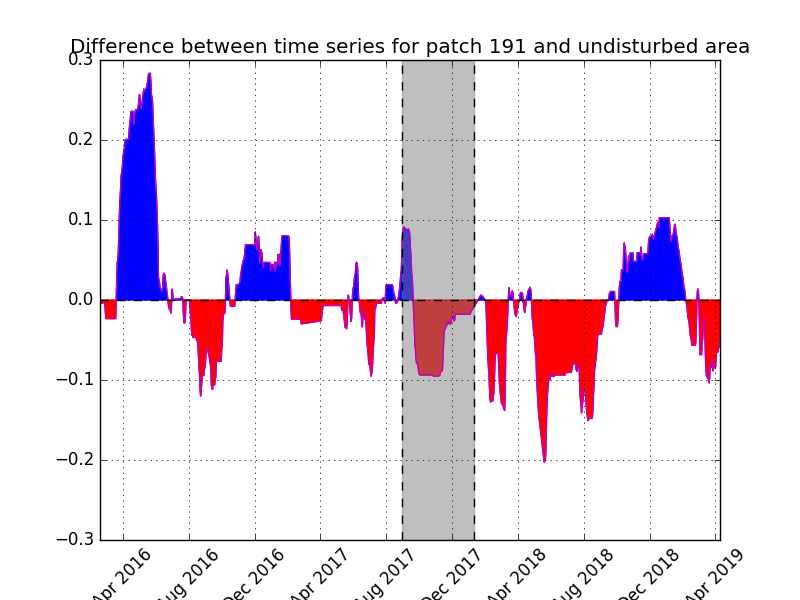 Difference between time series for patch 191 and undisturbed area
0.3
0.2
0.1
0.0
−0.1
−0.2
−0.3
Apr 2016
Aug 2016
Dec 2016
Apr 2017
Aug 2017
Dec 2017
Apr 2018
Aug 2018
Dec 2018
Apr 2019